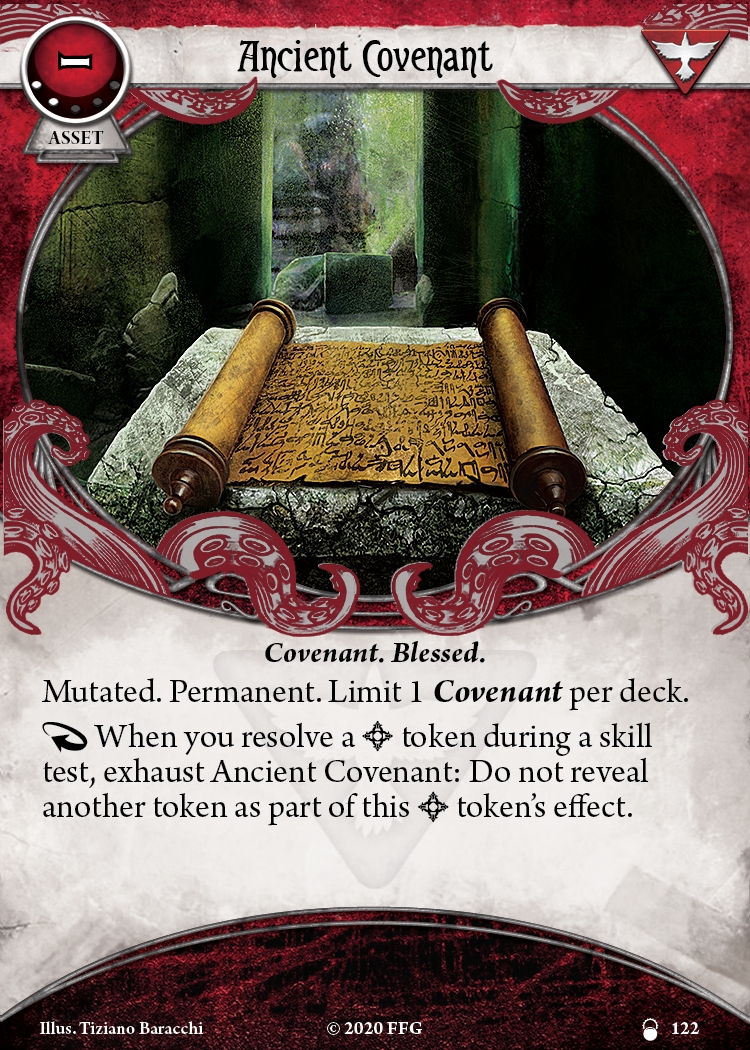 Ancient Covenant
ASSET
Covenant. Blessed.
Mutated. Permanent. Limit 1 Covenant per deck.
When you resolve a token during a skill
test, exhaust Ancient Covenant: Do not reveal
another token as part of this token’s effect.
Illus. Tiziano Baracchi
© 2020 FFG
122